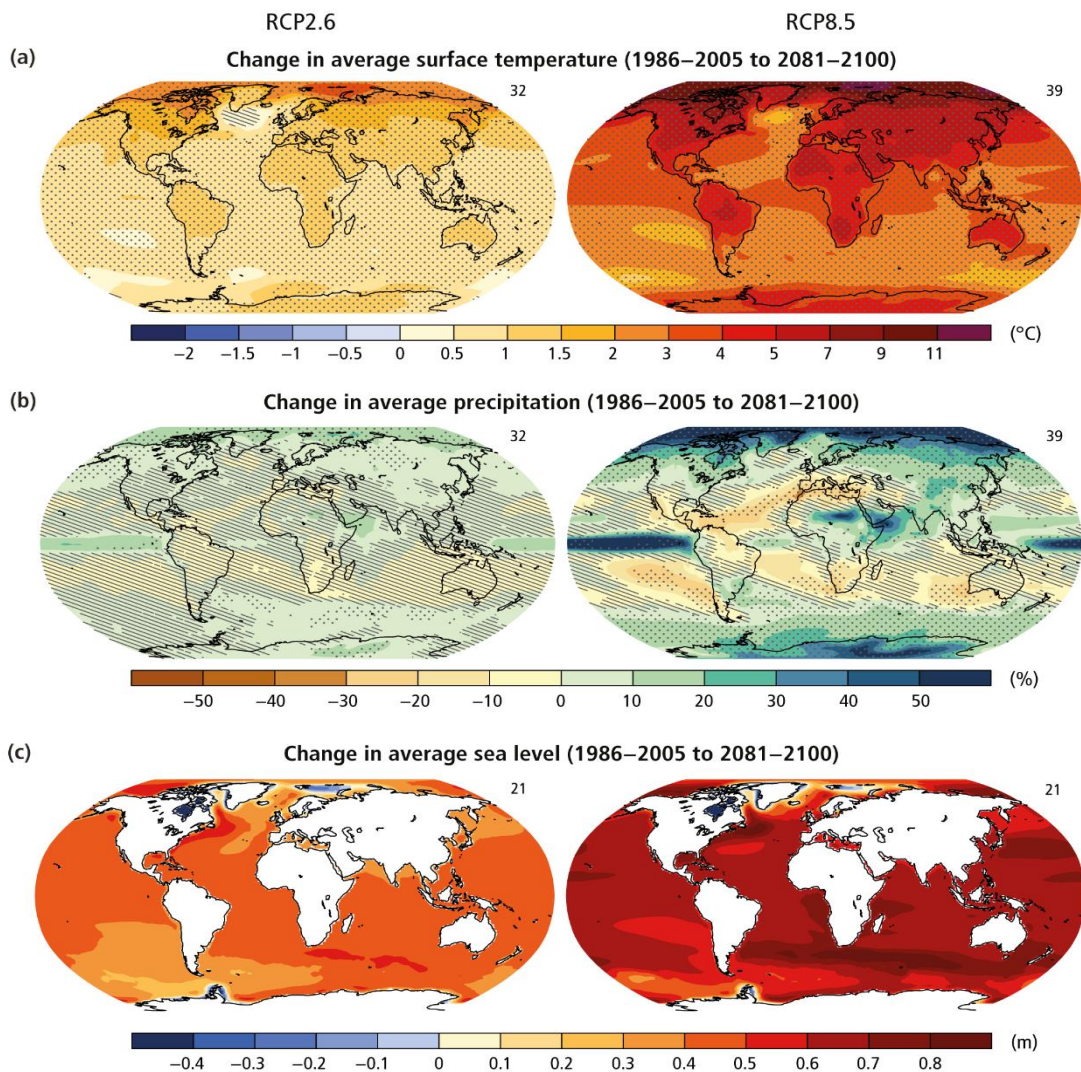 RCP2.6 RCP8.5
(a) Change in average surface temperature (1986–2005 to 2081–2100)
32 39
−2 −1.5 −1 −0.5 0 0.5 1 1.5 2 3 4 5 7 9 11 (°C)
(b) Change in average precipitation (1986–2005 to 2081–2100)
32 39
−50 −40 −30 −20 −10 0 10 20 30 40 50 (%)
(c) Change in average sea level (1986–2005 to 2081–2100)
21 21
−0.4 −0.3 −0.2 −0.1 0 0.1 0.2 0.3 0.4 0.5 0.6 0.7 0.8 (m)